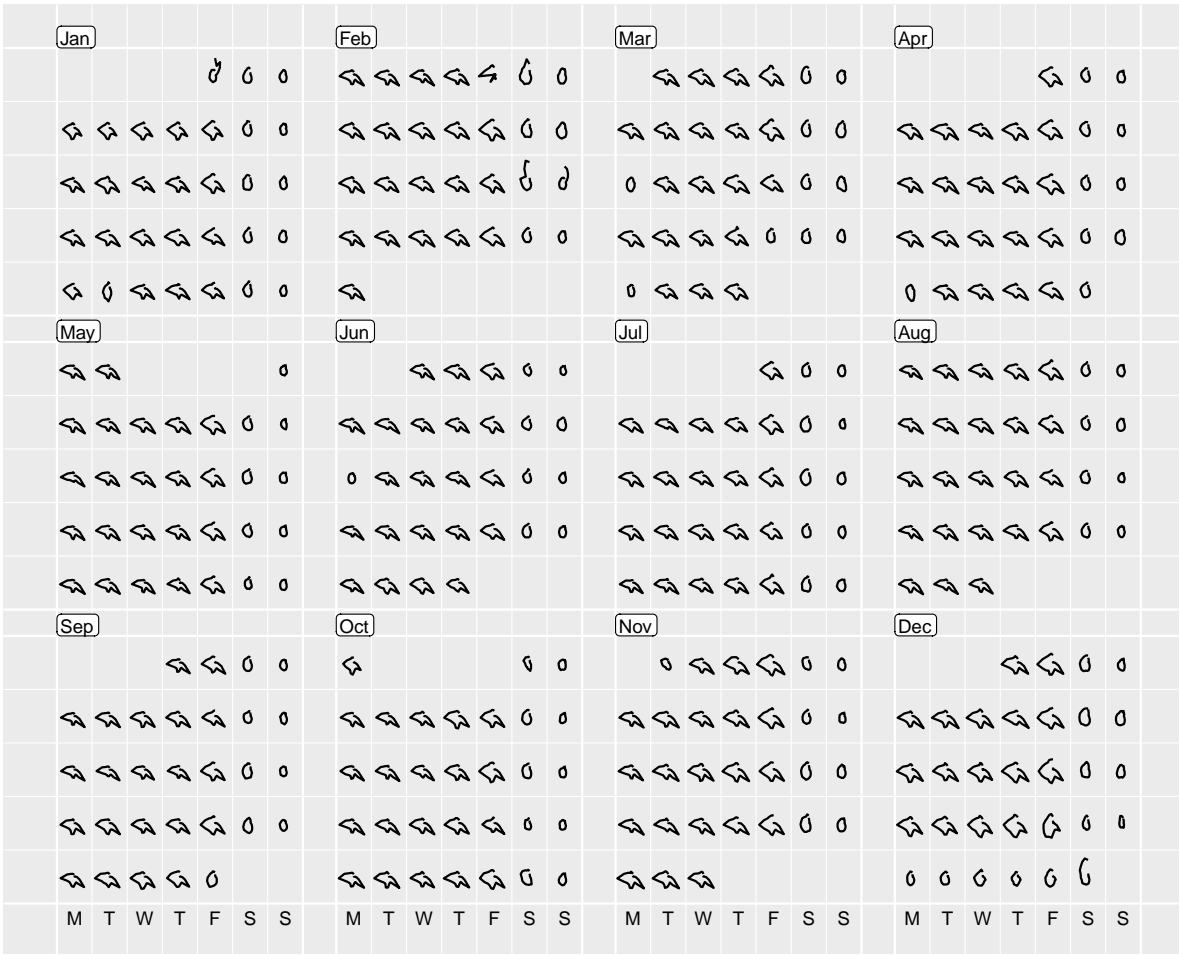 Jan Feb Mar Apr
May Jun Jul Aug
Sep Oct Nov Dec
M T W T F S S M T W T F S S M T W T F S S M T W T F S S